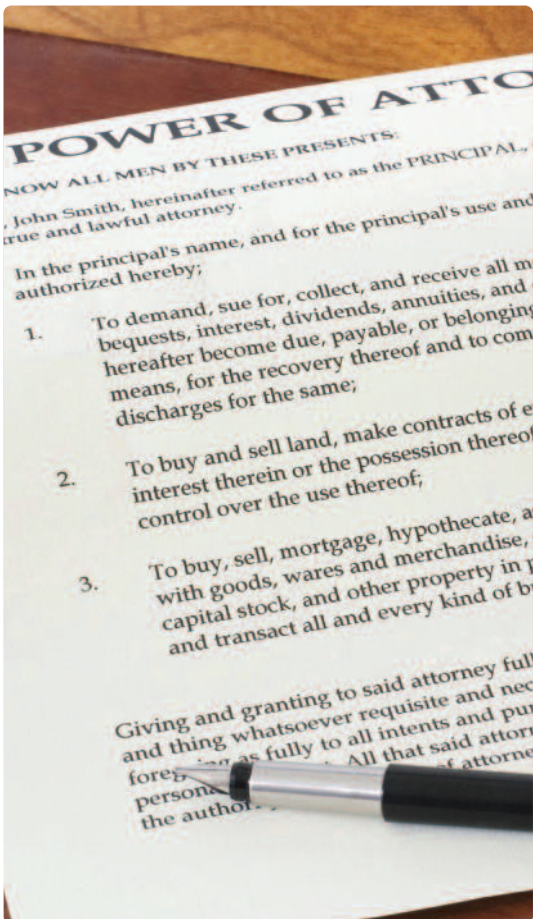 POWER OF ATTO
NOW ALL MEN BY THESE PRESENTS:
, John Smith, hereinafter referred to as the PRINCIPAL,
true and lawful attorney.
In the principal's name, and for the principal's use and
authorized hereby;
1. To demand, sue for, collect, and receive all m
bequests, interest, dividends, annuities, and
hereafter become due, payable, or belonging
means, for the recovery thereof and to com
discharges for the same;
2. To buy and sell land, make contracts of e
interest therein or the possession thereof
control over the use thereof;
3. To buy, sell, mortgage, hypothecate, a
with goods, wares and merchandise,
capital stock, and other property in p
and transact all and every kind of b
Giving and granting to said attorney full
and thing whatsoever requisite and nec
as fully to all intents and pur
persona All that said attorn
the author of attorne